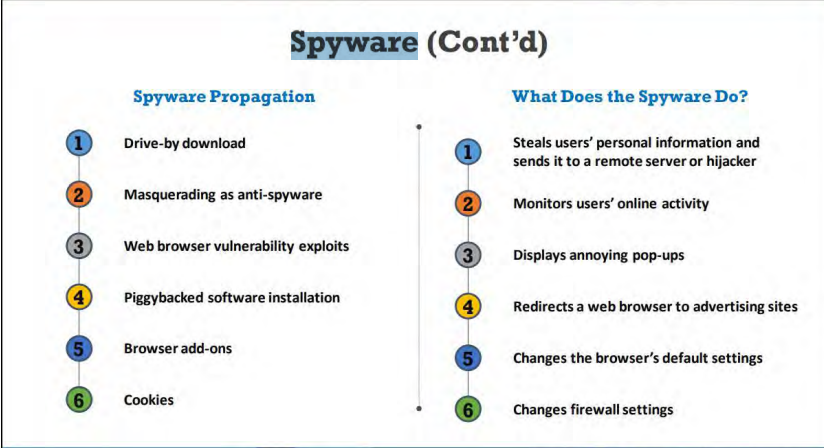 Spyware (Cont’d)
Spyware Propagation
1 Drive-by download
2 Masquerading as anti-spyware
3 Web browser vulnerability exploits
4 Piggybacked software installation
5 Browser add-ons
6 Cookies
What Does the Spyware Do?
1 Steals users’ personal information and
sends it to a remote server or hijacker
2 Monitors users’ online activity
3 Displays annoying pop-ups
4 Redirects a web browser to advertising sites
5 Changes the browser’s default settings
6 Changes firewall settings